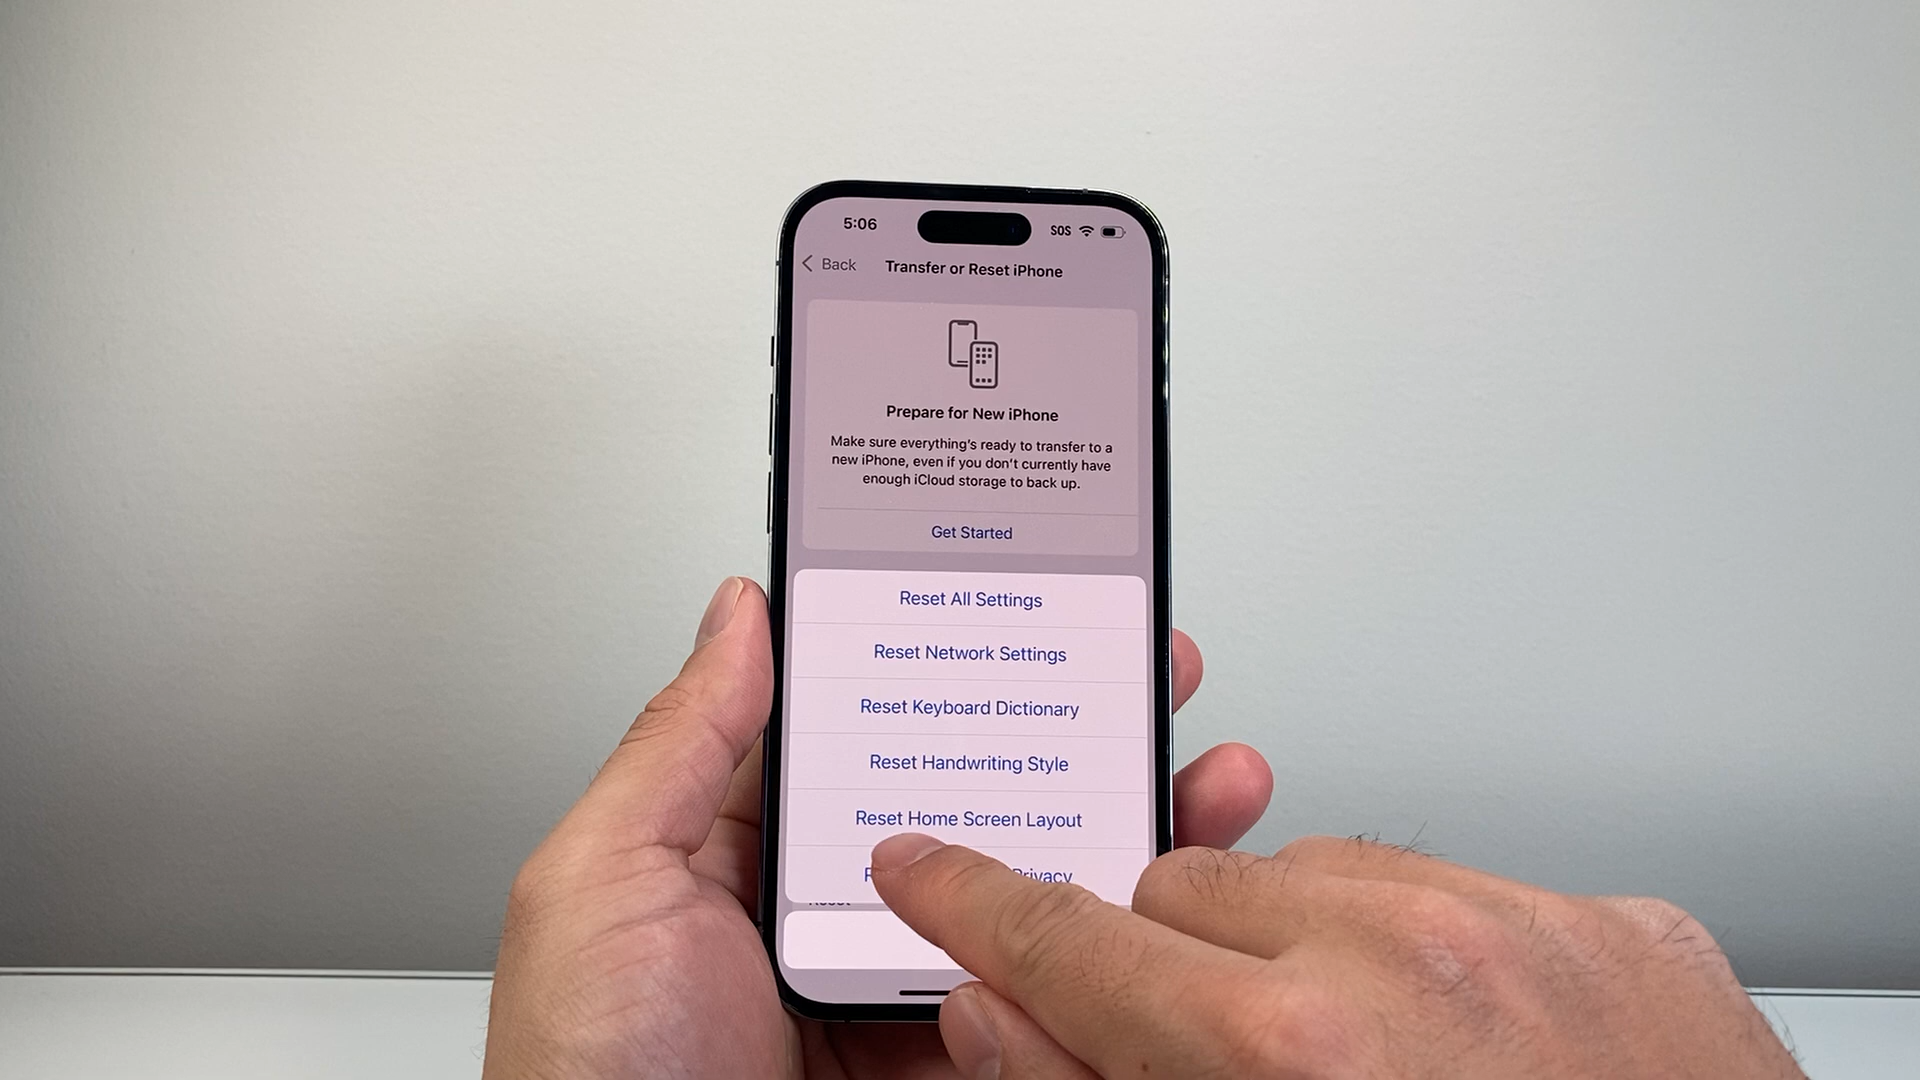 5:06
SOS
Back
Transfer or Reset iPhone
Prepare for New iPhone
Make sure everything's ready to transfer to a
new iPhone, even if you don't currently have
enough iCloud storage to back up.
Get Started
Reset All Settings
Reset Network Settings
Reset Keyboard Dictionary
Reset Handwriting Style
Reset Home Screen Layout
Privacy
Reset